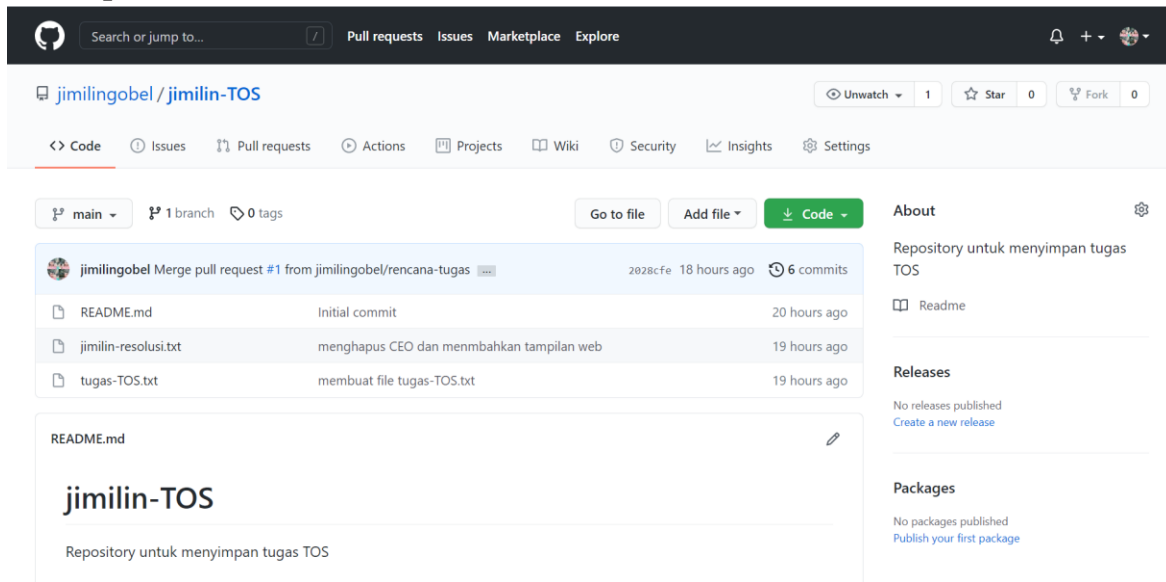 Search or jump to... / Pull requests Issues Marketplace Explore
jimilingobel / jimilin-TOS Unwatch 1 Star 0 Fork 0
<> Code Issues Pull requests Actions Projects Wiki Security Insights Settings
main 1 branch 0 tags Go to file Add file Code
jimilingobel Merge pull request #1 from jimilingobel/rencana-tugas ... 2028cfe 18 hours ago 6 commits
README.md Initial commit 20 hours ago
jimilin-resolusi.txt menghapus CEO dan menmbahkan tampilan web 19 hours ago
tugas-TOS.txt membuat file tugas-TOS.txt 19 hours ago
README.md
jimilin-TOS
Repository untuk menyimpan tugas TOS
About
Repository untuk menyimpan tugas
TOS
Readme
Releases
No releases published
Create a new release
Packages
No packages published
Publish your first package